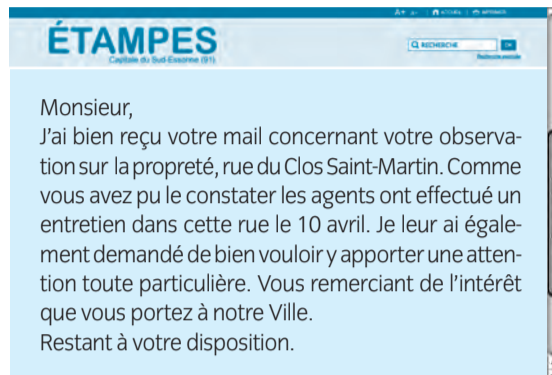 A+ A- ACCUEIL IMPRIMER
ÉTAMPES
Capitale du Sud-Essonne (91)
RECHERCHE OK
Recherche avancée
Monsieur,
J'ai bien reçu votre mail concernant votre observa-
tion sur la propreté, rue du Clos Saint-Martin. Comme
vous avez pu le constater les agents ont effectué un
entretien dans cette rue le 10 avril. Je leur ai égale-
ment demandé de bien vouloir y apporter une atten-
tion toute particulière. Vous remerciant de l'intérêt
que vous portez à notre Ville.
Restant à votre disposition.